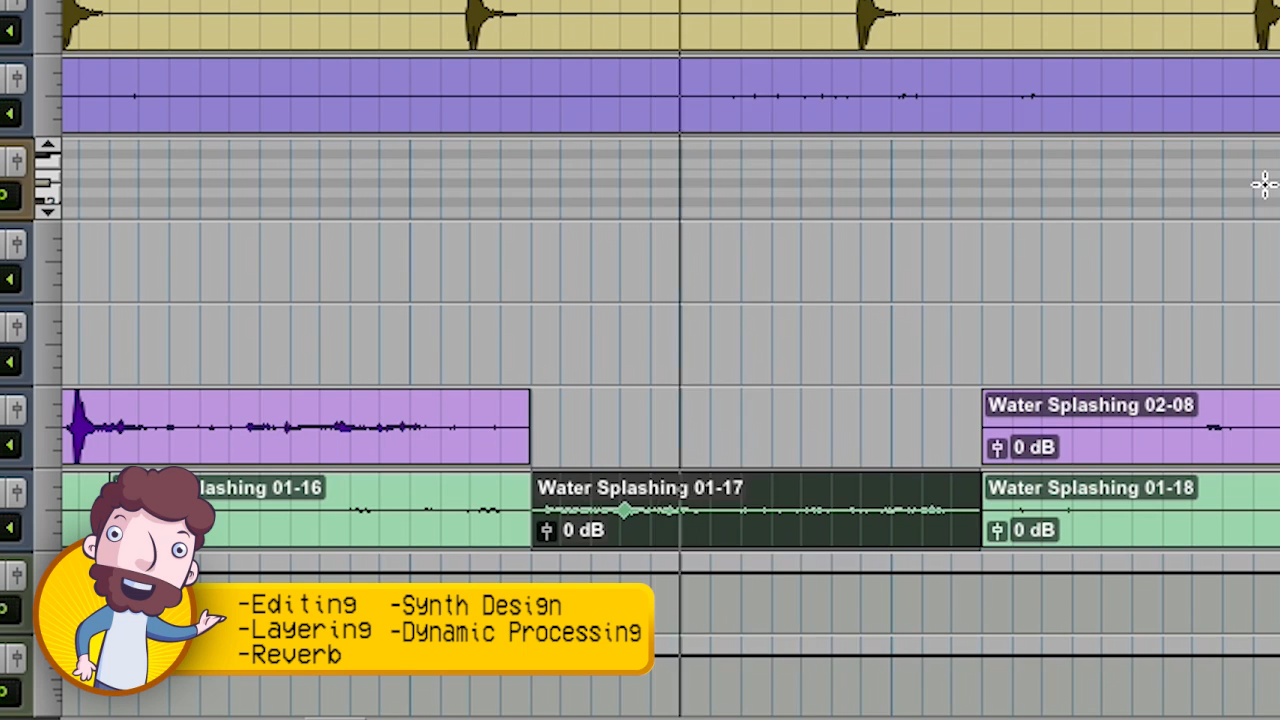 Water Splashing 02-08
0 dB
lashing 01-16
Water Splashing 01-17
0 dB
Water Splashing 01-18
0 dB
-Editing
-Layering
-Reverb
-Synth Design
-Dynamic Processing